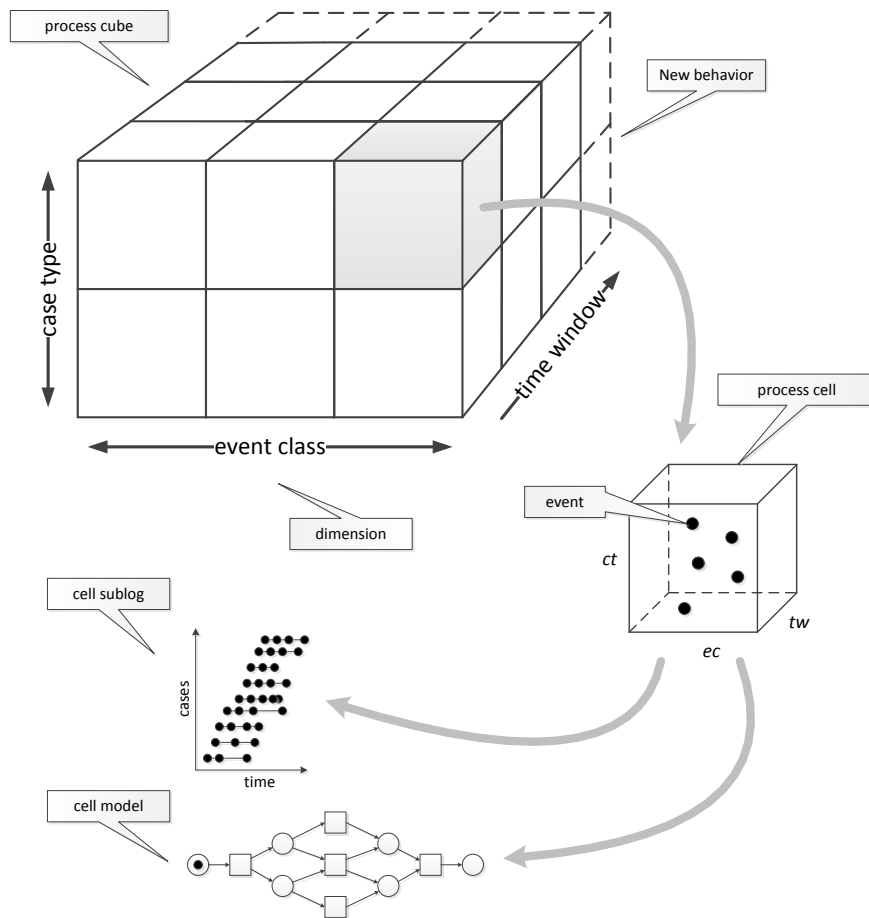 process cube
New behavior
case type
time window
event class
dimension
process cell
event
ct
tw
ec
cell sublog
cases
time
cell model